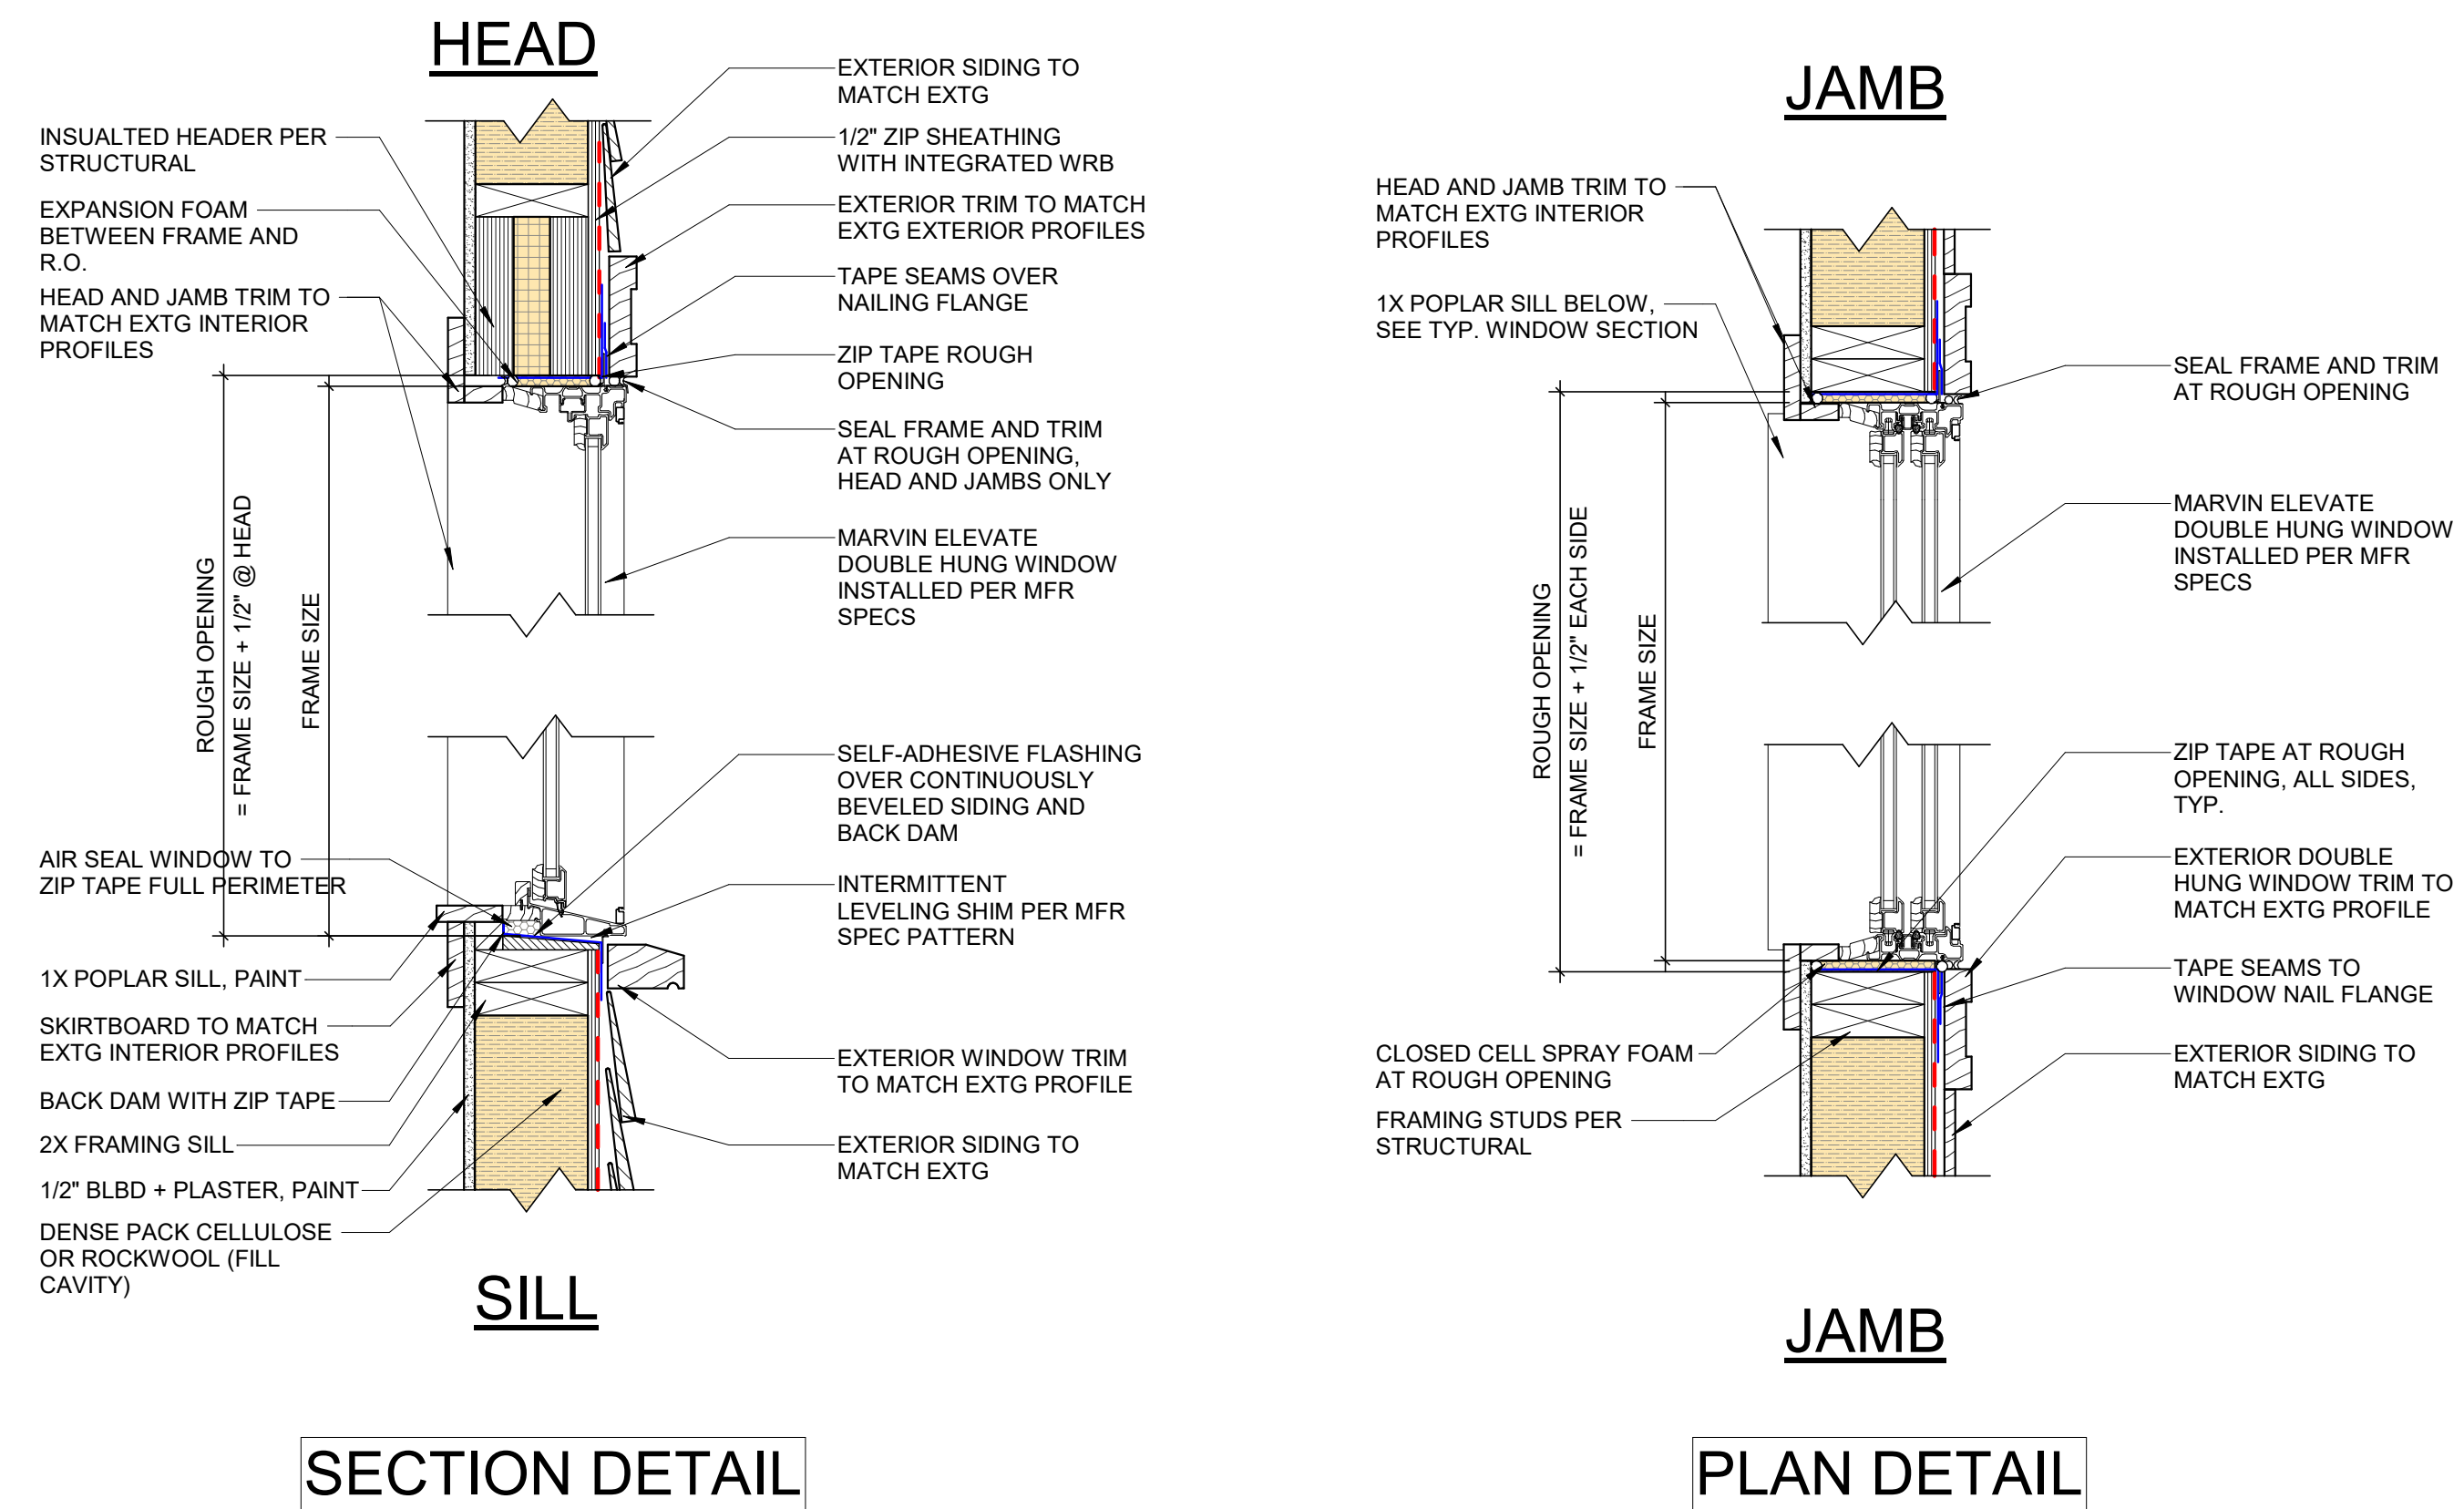 HEAD
INSUALTED HEADER PER
STRUCTURAL
EXPANSION FOAM
BETWEEN FRAME AND
R.O.
HEAD AND JAMB TRIM TO
MATCH EXTG INTERIOR
PROFILES
EXTERIOR SIDING TO
MATCH EXTG
1/2" ZIP SHEATHING
WITH INTEGRATED WRB
EXTERIOR TRIM TO MATCH
EXTG EXTERIOR PROFILES
TAPE SEAMS OVER
NAILING FLANGE
ZIP TAPE ROUGH
OPENING
SEAL FRAME AND TRIM
AT ROUGH OPENING,
HEAD AND JAMBS ONLY
MARVIN ELEVATE
DOUBLE HUNG WINDOW
INSTALLED PER MFR
SPECS
ROUGH OPENING
= FRAME SIZE + 1/2" @ HEAD
FRAME SIZE
SELF-ADHESIVE FLASHING
OVER CONTINUOUSLY
BEVELED SIDING AND
BACK DAM
INTERMITTENT
LEVELING SHIM PER MFR
SPEC PATTERN
EXTERIOR WINDOW TRIM
TO MATCH EXTG PROFILE
EXTERIOR SIDING TO
MATCH EXTG
AIR SEAL WINDOW TO
ZIP TAPE FULL PERIMETER
1X POPLAR SILL, PAINT
SKIRTBOARD TO MATCH
EXTG INTERIOR PROFILES
BACK DAM WITH ZIP TAPE
2X FRAMING SILL
1/2" BLBD + PLASTER, PAINT
DENSE PACK CELLULOSE
OR ROCKWOOL (FILL
CAVITY)
SILL
SECTION DETAIL
JAMB
HEAD AND JAMB TRIM TO
MATCH EXTG INTERIOR
PROFILES
1X POPLAR SILL BELOW,
SEE TYP. WINDOW SECTION
SEAL FRAME AND TRIM
AT ROUGH OPENING
MARVIN ELEVATE
DOUBLE HUNG WINDOW
INSTALLED PER MFR
SPECS
ROUGH OPENING
= FRAME SIZE + 1/2" EACH SIDE
FRAME SIZE
ZIP TAPE AT ROUGH
OPENING, ALL SIDES,
TYP.
EXTERIOR DOUBLE
HUNG WINDOW TRIM TO
MATCH EXTG PROFILE
TAPE SEAMS TO
WINDOW NAIL FLANGE
EXTERIOR SIDING TO
MATCH EXTG
CLOSED CELL SPRAY FOAM
AT ROUGH OPENING
FRAMING STUDS PER
STRUCTURAL
JAMB
PLAN DETAIL